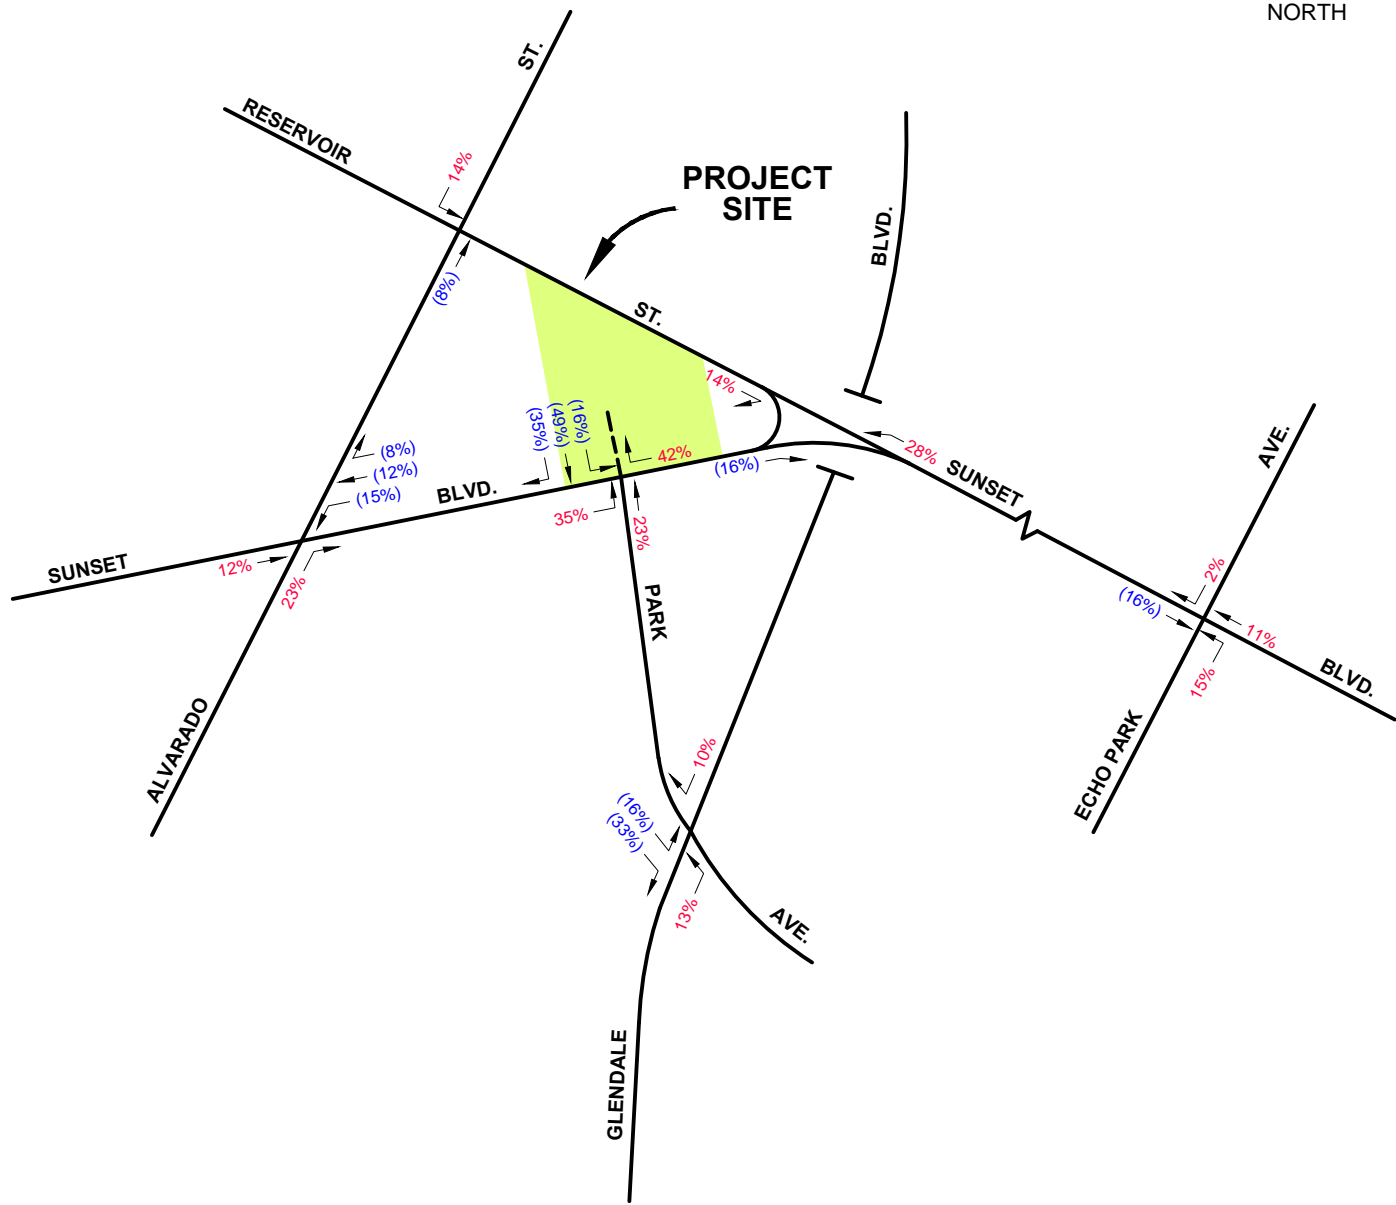 NORTH
ST.
RESERVOIR
14%
PROJECT
SITE
BLVD.
(8%)
ST.
14%
(16%)
(49%)
(35%)
42%
28%
(16%)
SUNSET
AVE.
(8%)
(12%)
(15%)
BLVD.
35%
23%
SUNSET
12%
23%
PARK
2%
(16%)
11%
15%
BLVD.
ALVARADO
ECHO PARK
10%
(16%)
(33%)
13%
AVE.
GLENDALE